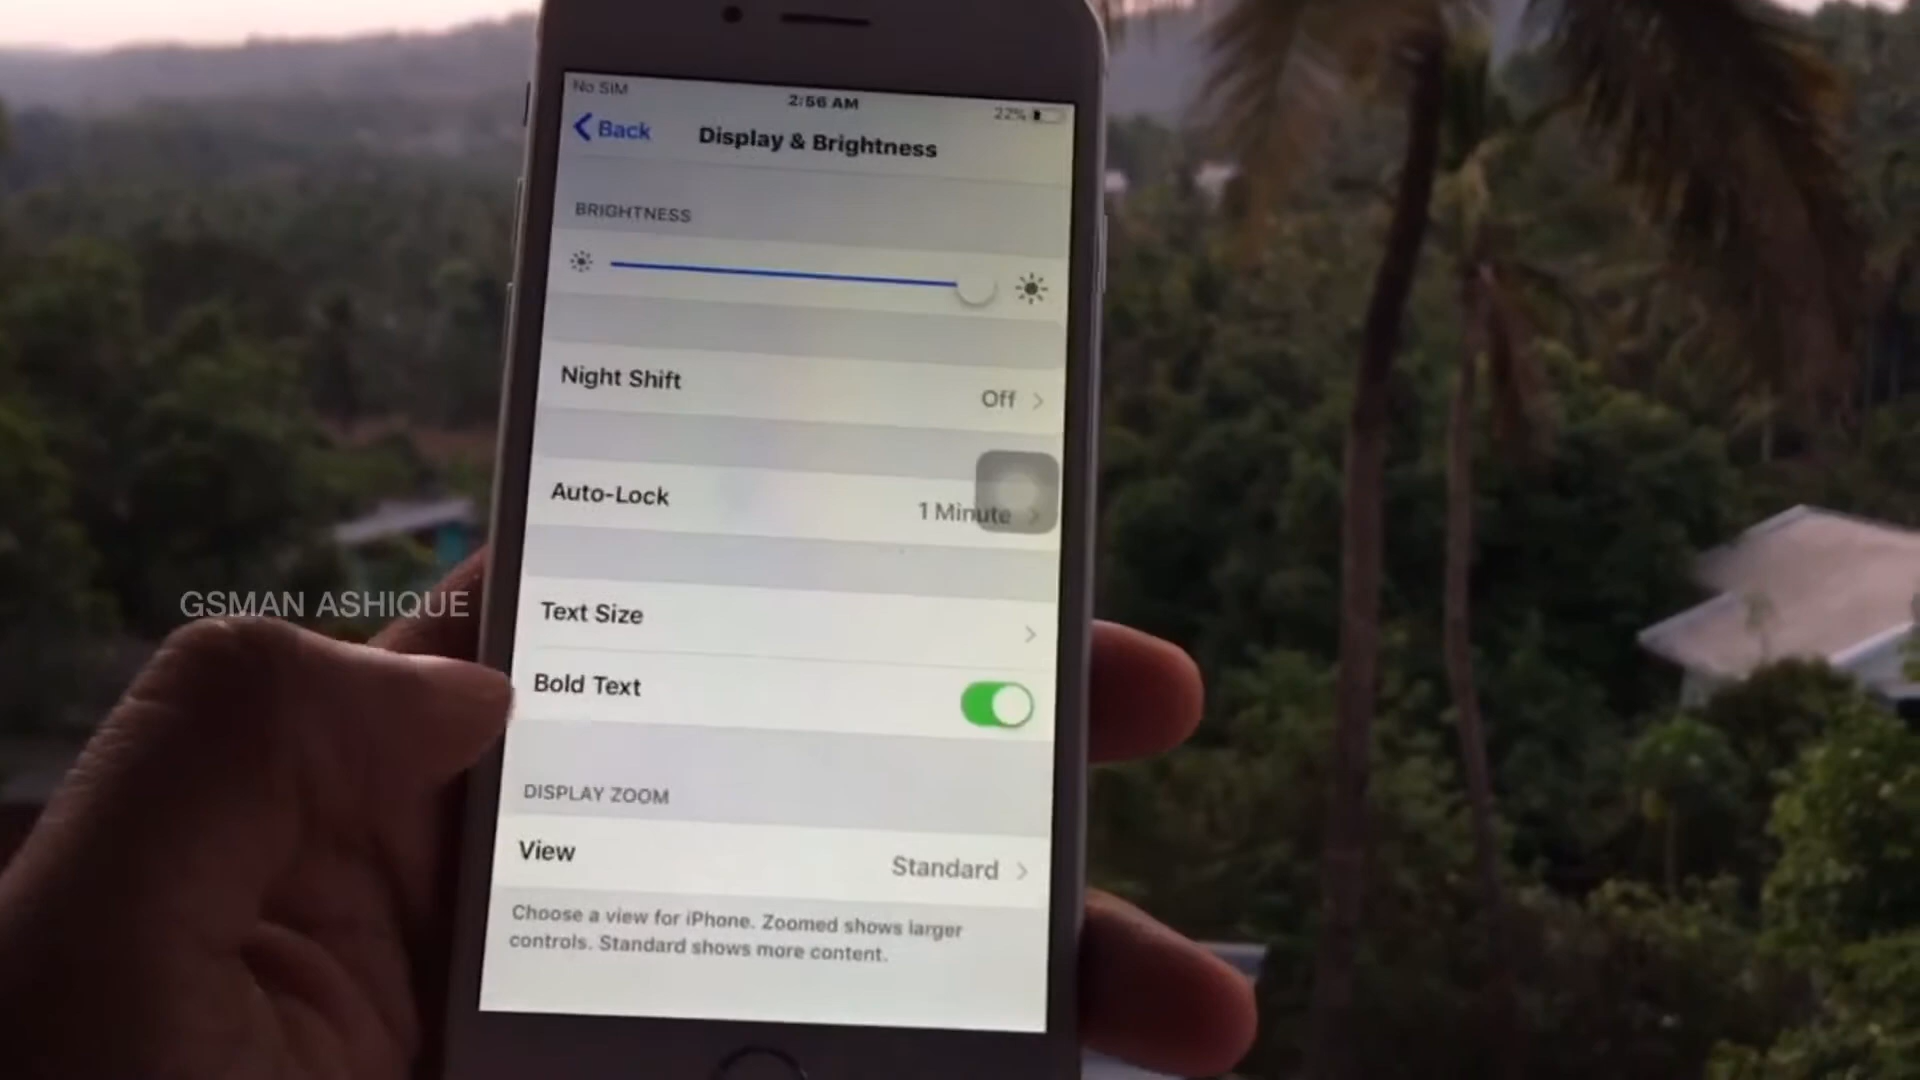 No SIM
2:56 AM
22%
Back
Display & Brightness
BRIGHTNESS
Night Shift
Off
Auto-Lock
1 Minute
Text Size
Bold Text
DISPLAY ZOOM
View
Standard
Choose a view for iPhone. Zoomed shows larger
controls. Standard shows more content.
GSMAN ASHIQUE